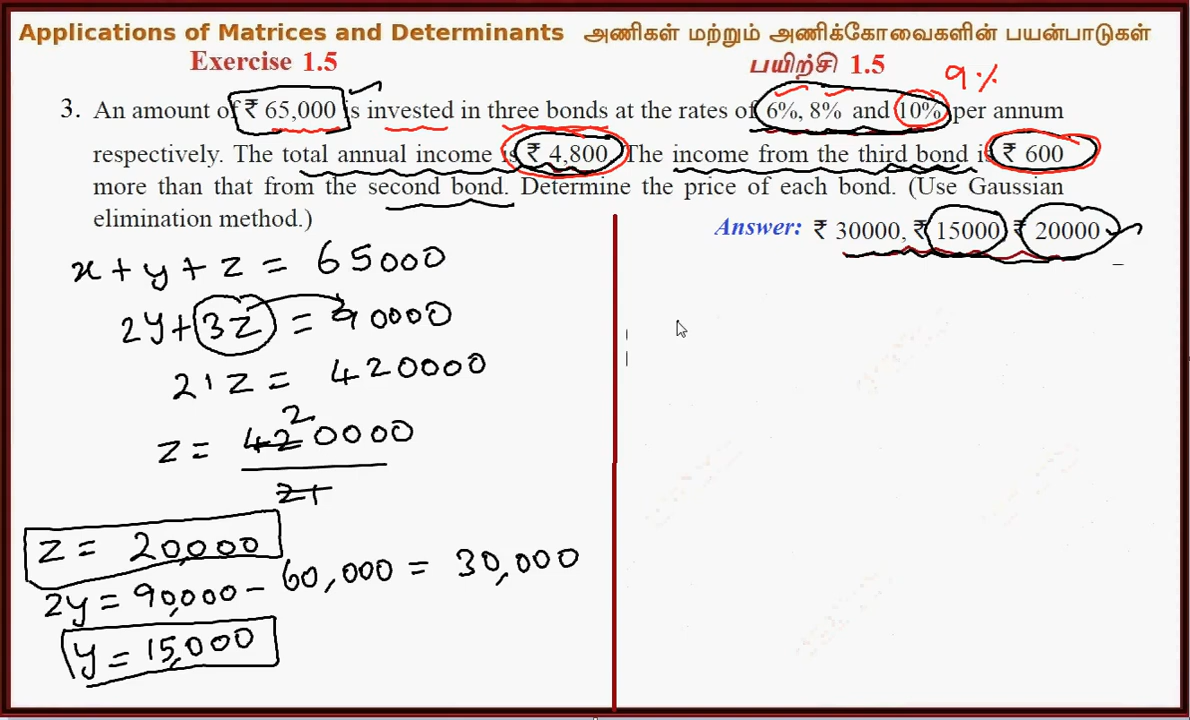 Applications of Matrices and Determinants அணிகள் மற்றும் அணிக்கோவைகளின் பயன்பாடுகள்
Exercise 1.5
பயிற்சி 1.5
9%
3. An amount of ₹ 65,000 is invested in three bonds at the rates of 6%, 8% and 10% per annum
respectively. The total annual income is ₹ 4,800 The income from the third bond is ₹ 600
more than that from the second bond. Determine the price of each bond. (Use Gaussian
elimination method.)
Answer: ₹ 30000, ₹ 15000 ₹ 20000
x + y + z = 65000
2y + 3z = 90000
21z = 420000
2
z = 420000
21
z = 20,000
2y = 90,000 - 60,000 = 30,000
y = 15,000